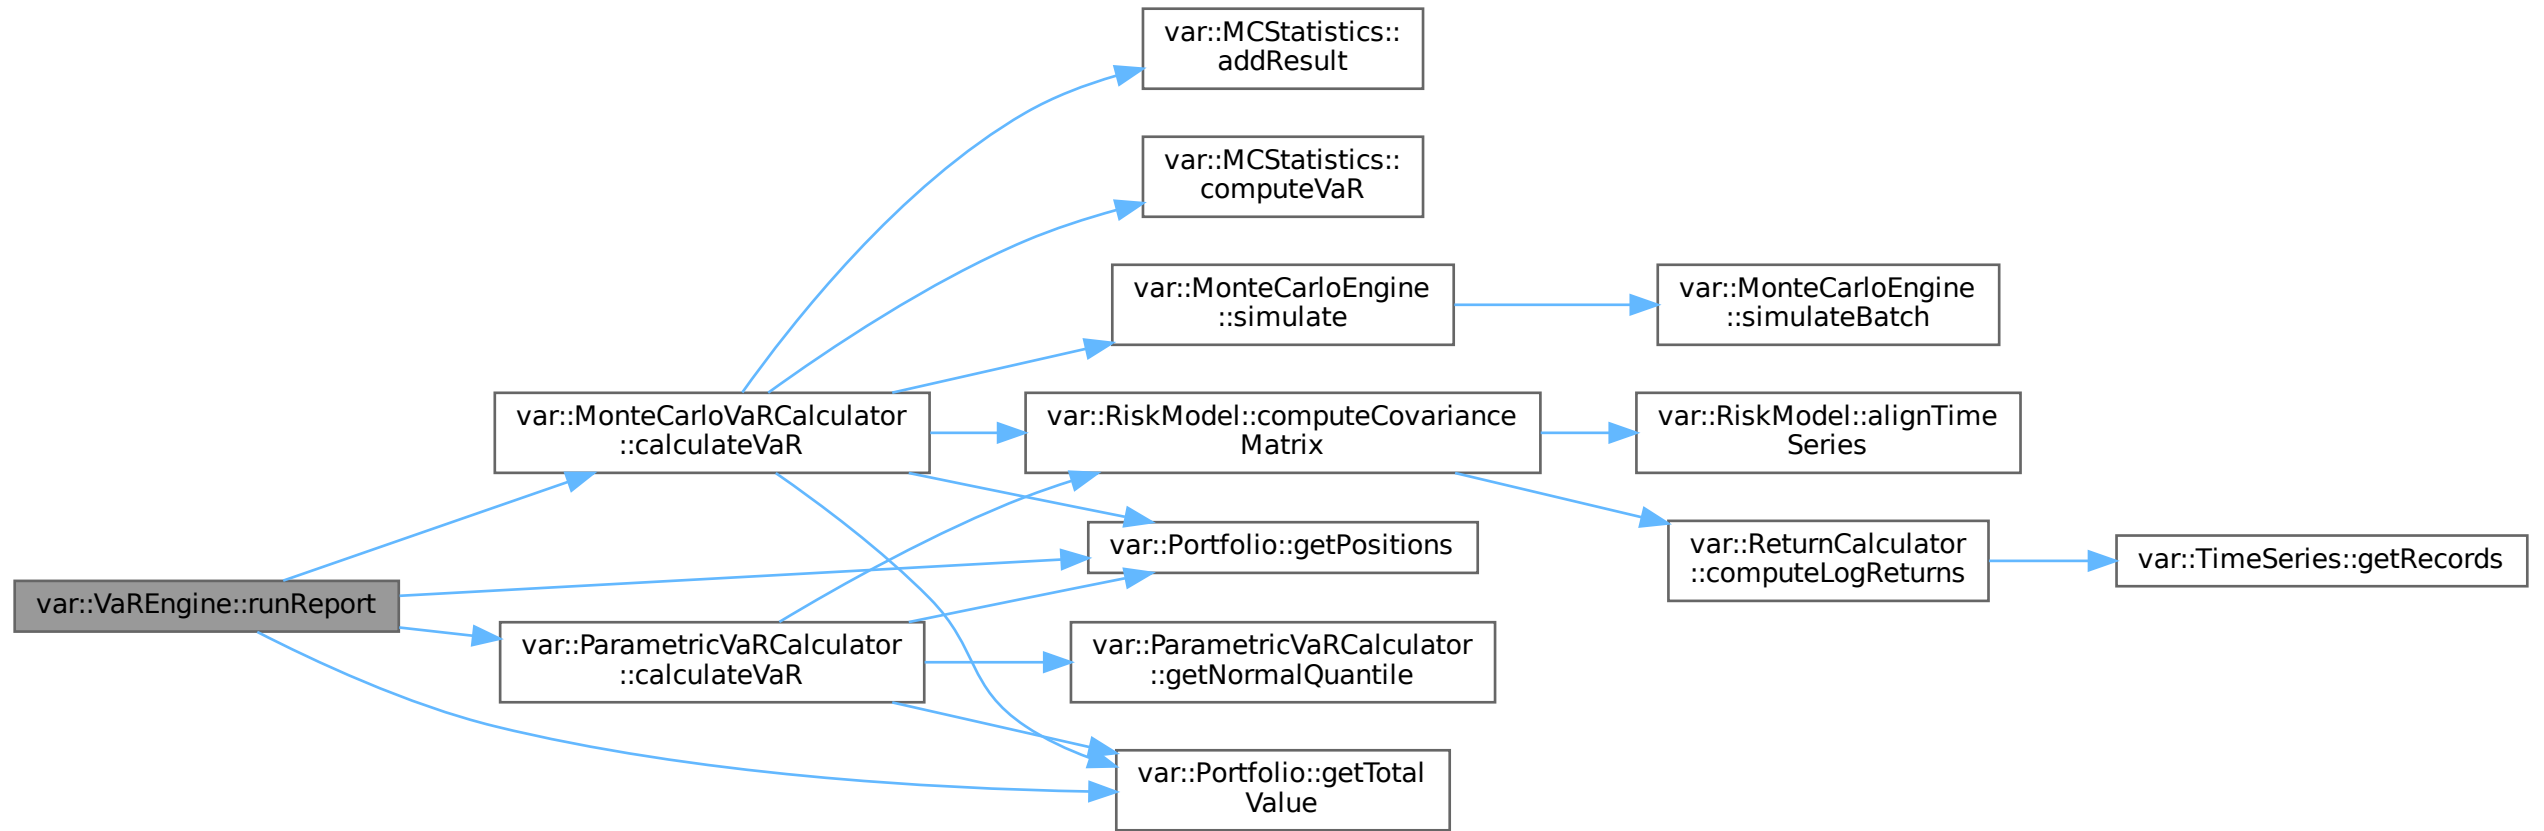 var::MCStatistics::
addResult
var::MCStatistics::
computeVaR
var::MonteCarloEngine
::simulate
var::MonteCarloEngine
::simulateBatch
var::MonteCarloVaRCalculator
::calculateVaR
var::RiskModel::computeCovariance
Matrix
var::RiskModel::alignTime
Series
var::Portfolio::getPositions
var::ReturnCalculator
::computeLogReturns
var::TimeSeries::getRecords
var::VaREngine::runReport
var::ParametricVaRCalculator
::calculateVaR
var::ParametricVaRCalculator
::getNormalQuantile
var::Portfolio::getTotal
Value